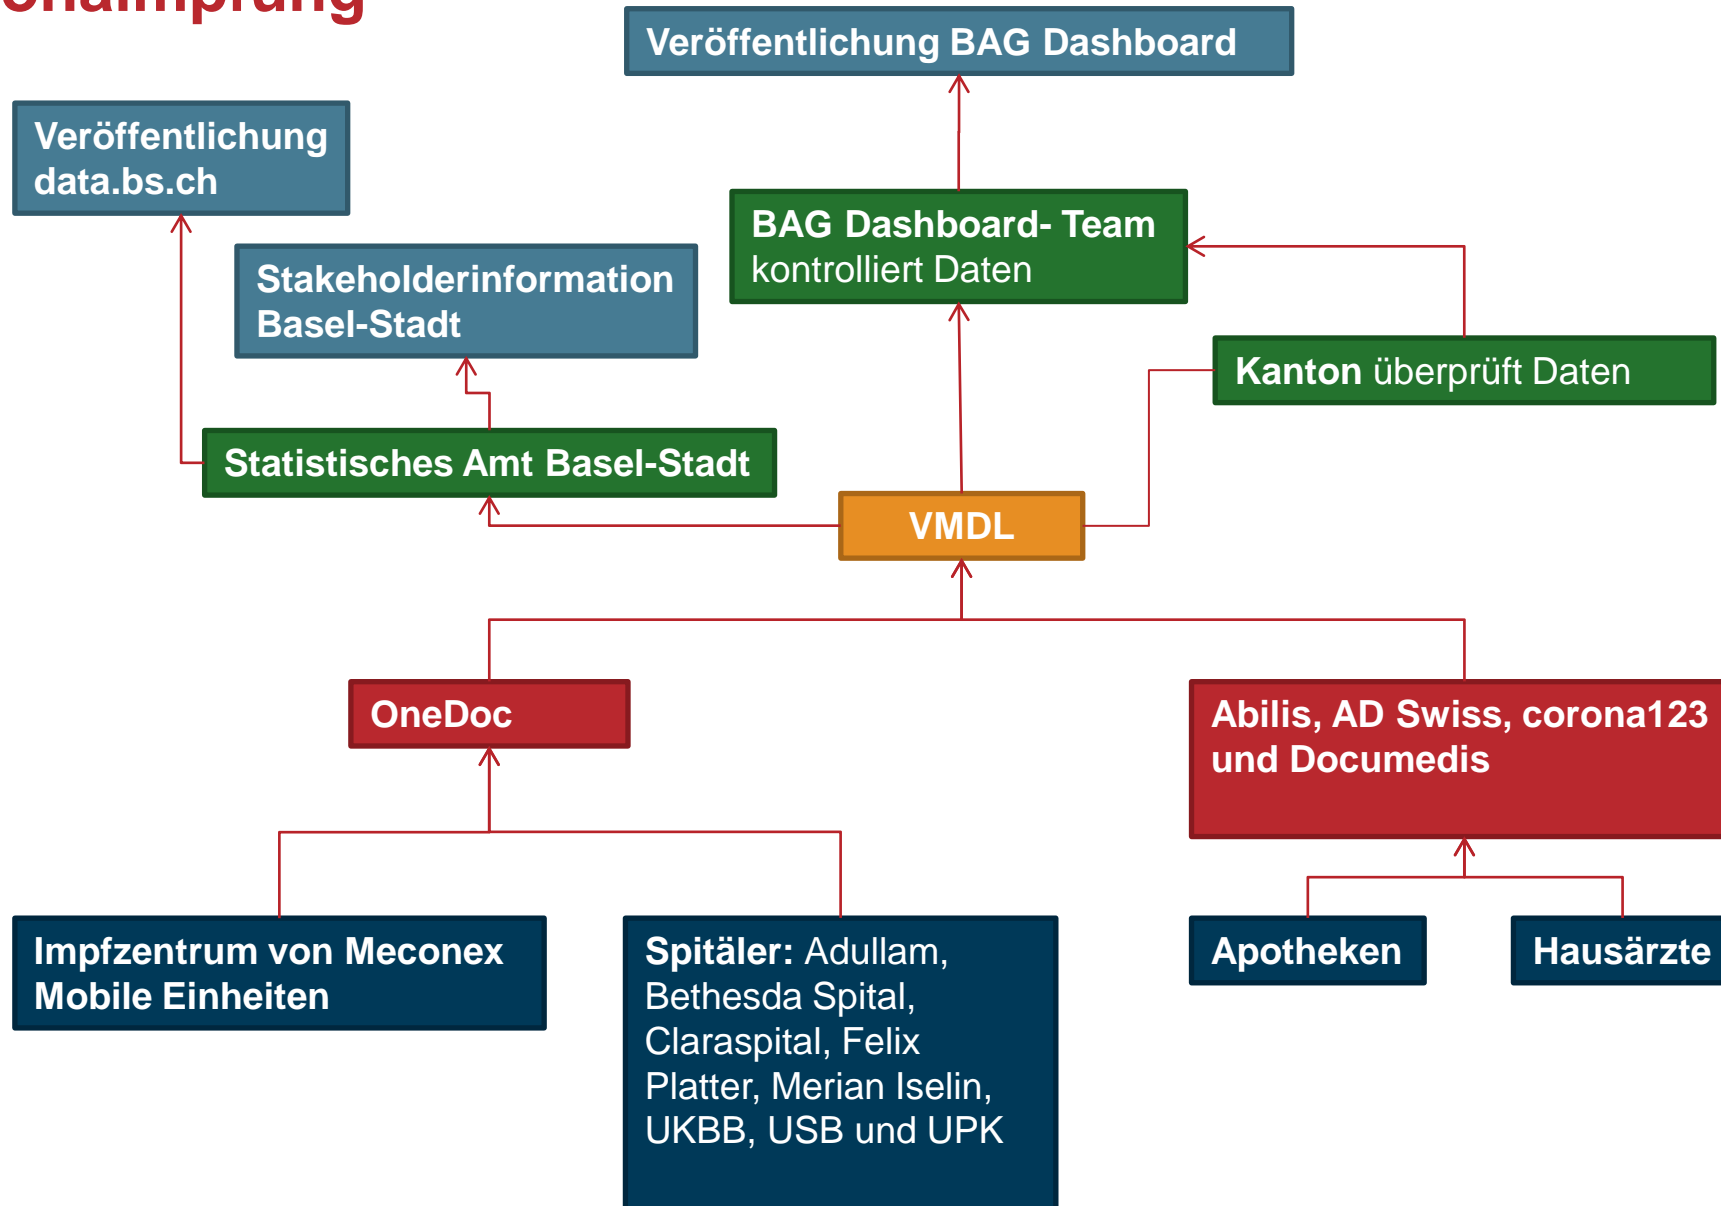 Veröffentlichung BAG Dashboard
Veröffentlichung
data.bs.ch
BAG Dashboard- Team
kontrolliert Daten
Stakeholderinformation
Basel-Stadt
Kanton überprüft Daten
Statistisches Amt Basel-Stadt
VMDL
OneDoc
Abilis, AD Swiss, corona123
und Documedis
Impfzentrum von Meconex
Mobile Einheiten
Spitäler: Adullam,
Bethesda Spital,
Claraspital, Felix
Platter, Merian Iselin,
UKBB, USB und UPK
Apotheken
Hausärzte